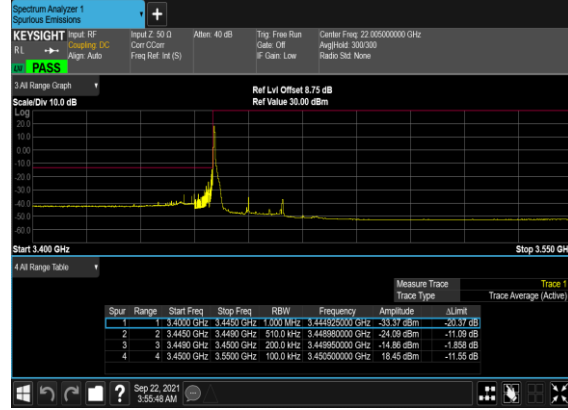 Spectrum Analyzer 1
Spurious Emissions
+
KEYSIGHT Input: RF Input Z: 50 Ω Atten: 40 dB Trig: Free Run Center Freq: 22.005000000 GHz
RL Coupling: DC Corr CCorr Gate: Off Avg|Hold: 300/300
Align: Auto Freq Ref: Int (S) IF Gain: Low Radio Std: None
PASS
3 All Range Graph
Ref Lvl Offset 8.75 dB
Scale/Div 10.0 dB Ref Value 30.00 dBm
Log
20.0
10.0
0.00
-10.0
-20.0
-30.0
-40.0
-50.0
-60.0
Start 3.400 GHz Stop 3.550 GH
4 All Range Table
Measure Trace Trace 1
Trace Type Trace Average (Active)
Spur Range Start Freq Stop Freq RBW Frequency Amplitude ΔLimit
1 1 3.4000 GHz 3.4450 GHz 1.000 MHz 3.444925000 GHz -33.37 dBm -20.37 dB
2 2 3.4450 GHz 3.4490 GHz 510.0 kHz 3.448980000 GHz -24.09 dBm -11.09 dB
3 3 3.4490 GHz 3.4500 GHz 200.0 kHz 3.449950000 GHz -14.86 dBm -1.858 dB
4 4 3.4500 GHz 3.5500 GHz 100.0 kHz 3.450500000 GHz 18.45 dBm -11.55 dB
? Sep 22, 2021
3:55:48 AM